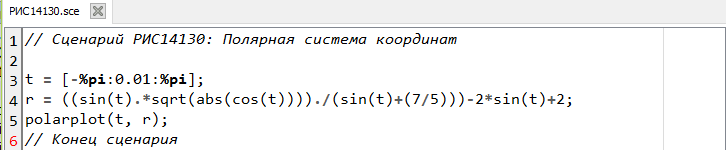 РИС14130.sce
1 // Сценарий РИС14130: Полярная система координат
2
3 t = [-%pi:0.01:%pi];
4 r = ((sin(t).*sqrt(abs(cos(t))))./(sin(t)+(7/5)))-2*sin(t)+2;
5 polarplot(t, r);
6 // Конец сценария